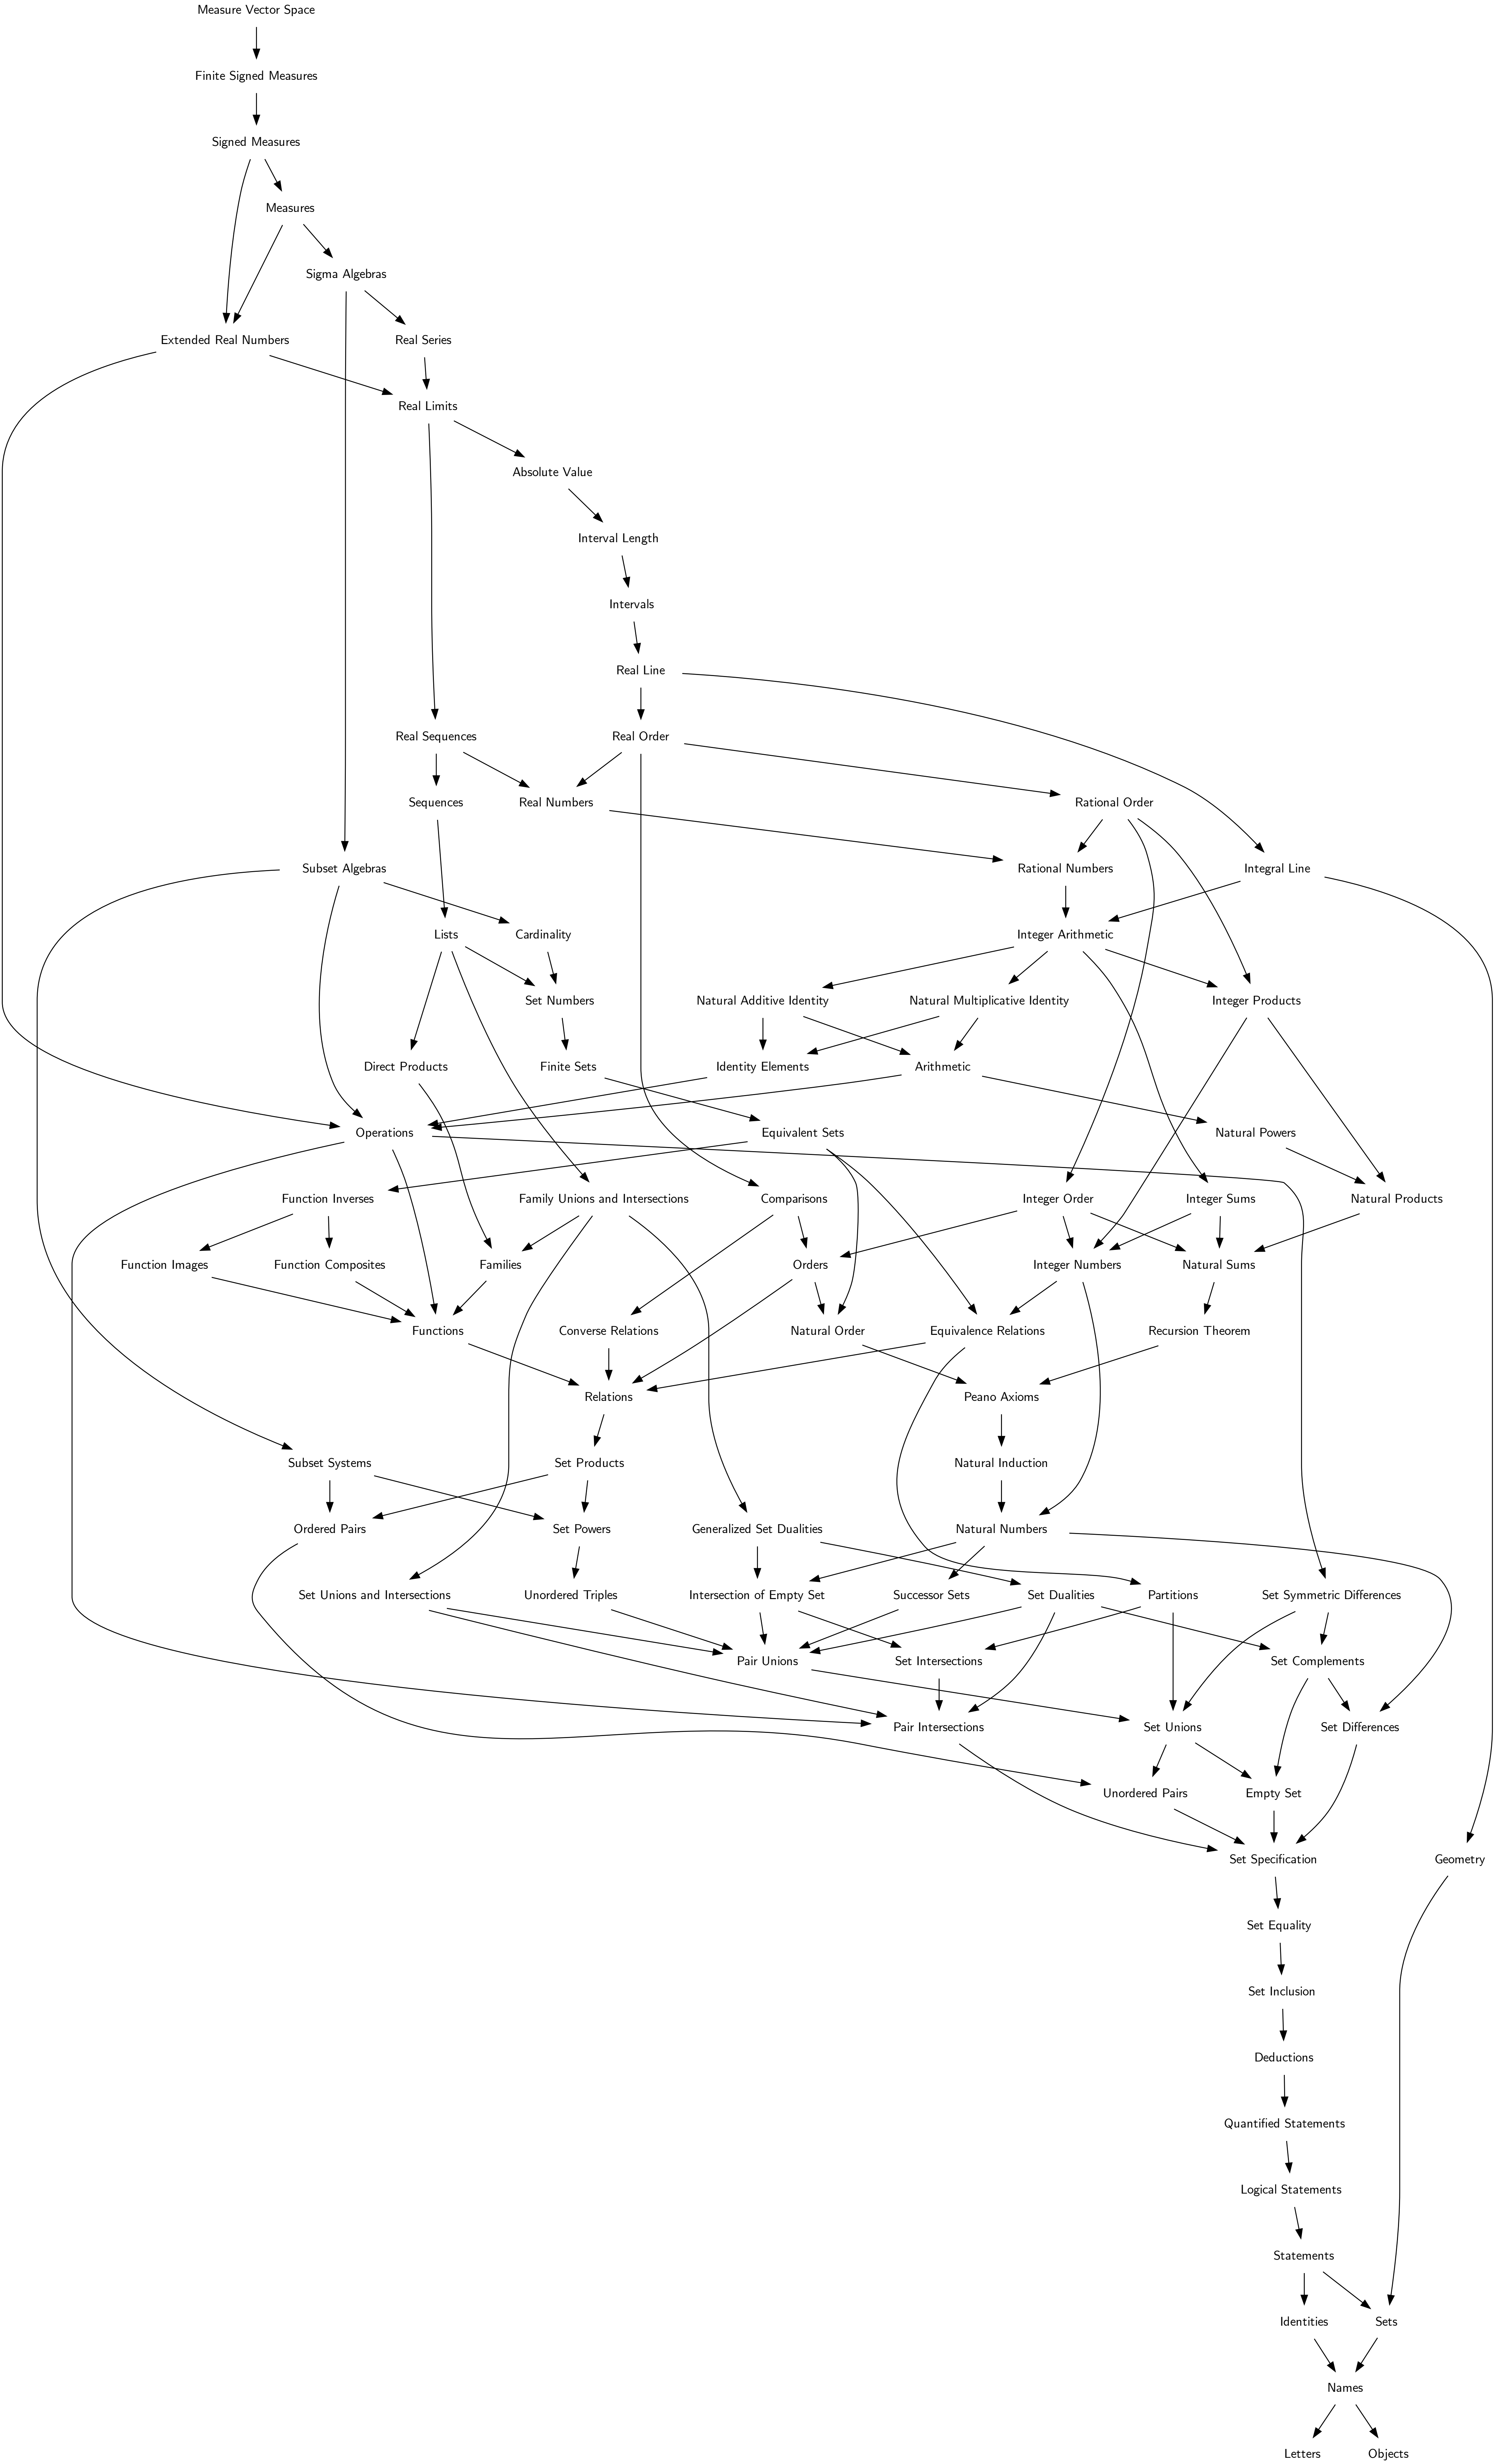 Measure Vector Space
Finite Signed Measures
Signed Measures
Measures
Sigma Algebras
Extended Real Numbers
Real Series
Real Limits
Absolute Value
Interval Length
Intervals
Real Line
Real Sequences
Real Order
Sequences
Real Numbers
Rational Order
Subset Algebras
Rational Numbers
Integral Line
Lists
Cardinality
Integer Arithmetic
Set Numbers
Natural Additive Identity
Natural Multiplicative Identity
Integer Products
Direct Products
Finite Sets
Identity Elements
Arithmetic
Operations
Equivalent Sets
Natural Powers
Function Inverses
Family Unions and Intersections
Comparisons
Integer Order
Integer Sums
Natural Products
Function Images
Function Composites
Families
Orders
Integer Numbers
Natural Sums
Functions
Converse Relations
Natural Order
Equivalence Relations
Recursion Theorem
Relations
Peano Axioms
Subset Systems
Set Products
Natural Induction
Ordered Pairs
Set Powers
Generalized Set Dualities
Natural Numbers
Set Unions and Intersections
Unordered Triples
Intersection of Empty Set
Successor Sets
Set Dualities
Partitions
Set Symmetric Differences
Pair Unions
Set Intersections
Set Complements
Pair Intersections
Set Unions
Set Differences
Unordered Pairs
Empty Set
Set Specification
Geometry
Set Equality
Set Inclusion
Deductions
Quantified Statements
Logical Statements
Statements
Identities
Sets
Names
Letters
Objects